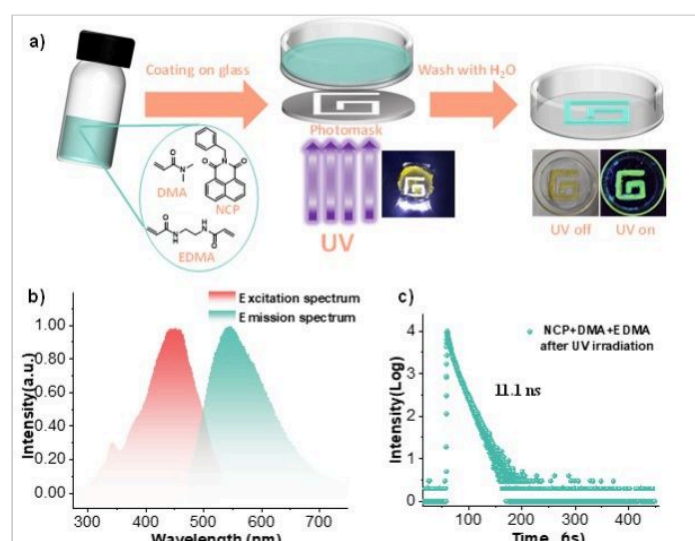 a)
Coating on glass
Wash with H₂O
Photomask
DMA
NCP
EDMA
UV
UV off
UV on
b)
Excitation spectrum
Emission spectrum
Intensity(a.u.)
1.00
0.80
0.60
0.40
0.20
0.00
300
400
500
600
700
Wavelength (nm)
c)
NCP+DMA+EDMA
after UV irradiation
11.1 ns
Intensity(Log)
4
3
2
1
0
100
200
300
400